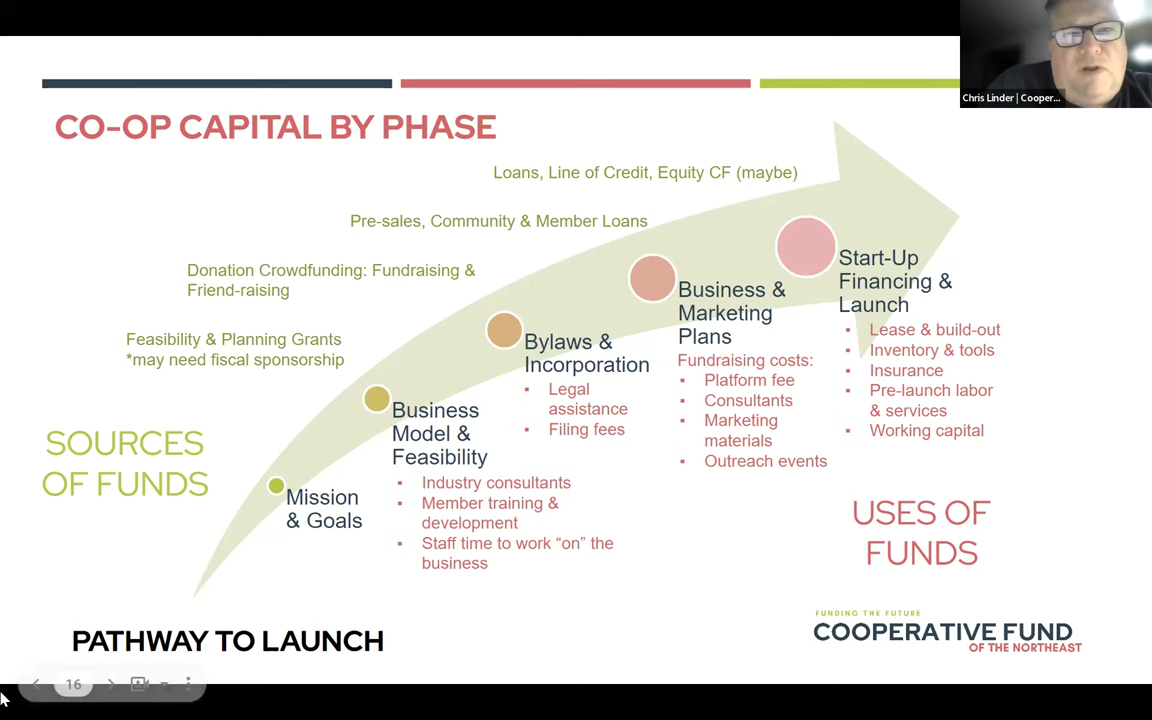 Chris Linder | Cooper...
CO-OP CAPITAL BY PHASE
Loans, Line of Credit, Equity CF (maybe)
Pre-sales, Community & Member Loans
Donation Crowdfunding: Fundraising &
Friend-raising
Feasibility & Planning Grants
*may need fiscal sponsorship
SOURCES
OF FUNDS
Mission
& Goals
Business
Model &
Feasibility
▪ Industry consultants
▪ Member training &
development
▪ Staff time to work “on” the
business
Bylaws &
Incorporation
▪ Legal
assistance
▪ Filing fees
Business &
Marketing
Plans
Fundraising costs:
▪ Platform fee
▪ Consultants
▪ Marketing
materials
▪ Outreach events
Start-Up
Financing &
Launch
▪ Lease & build-out
▪ Inventory & tools
▪ Insurance
▪ Pre-launch labor
& services
▪ Working capital
USES OF
FUNDS
PATHWAY TO LAUNCH
FUNDING THE FUTURE
COOPERATIVE FUND
OF THE NORTHEAST
16